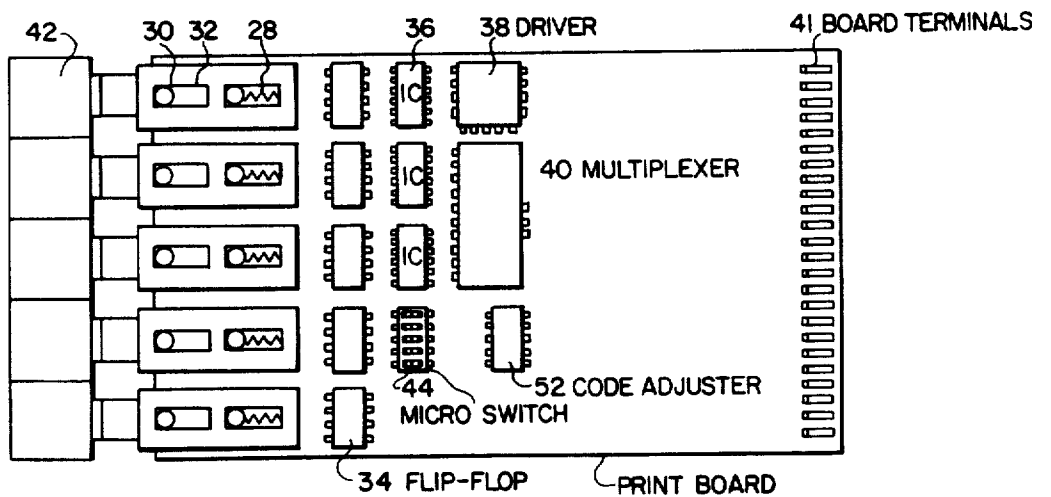 42 30 32 28 36 38 DRIVER 41 BOARD TERMINALS
IC
40 MULTIPLEXER
IC
IC
44 52 CODE ADJUSTER
MICRO SWITCH
34 FLIP-FLOP PRINT BOARD